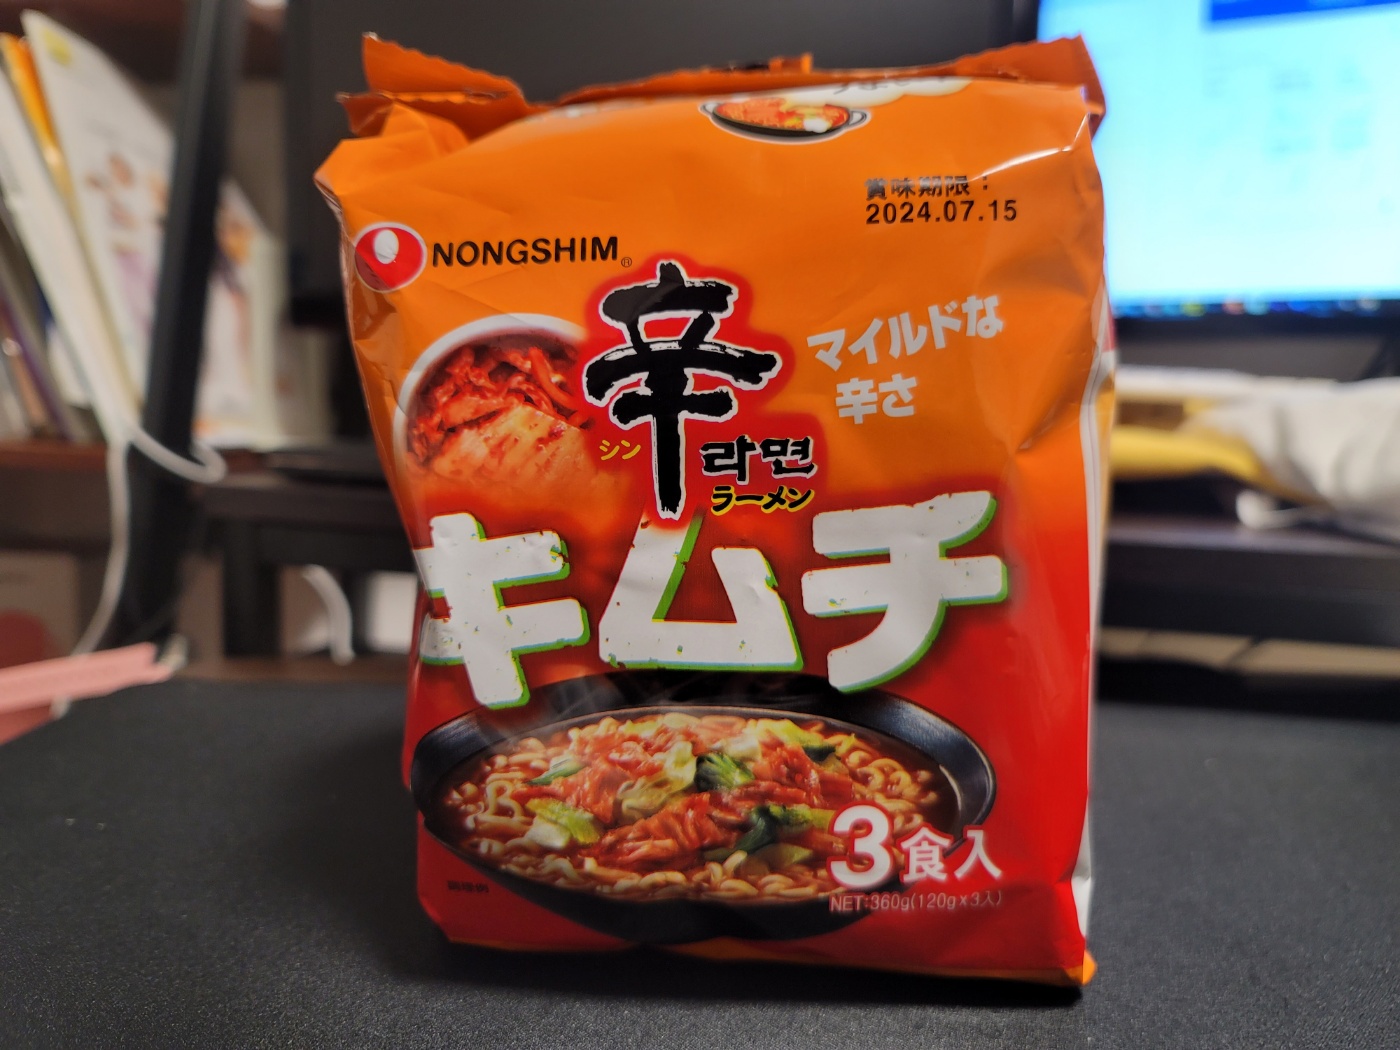 賞味期限：
2024.07.15
NONGSHIM®
辛
シン
라면
ラーメン
マイルドな
辛さ
キムチ
3食入
NET:360g(120g×3入)